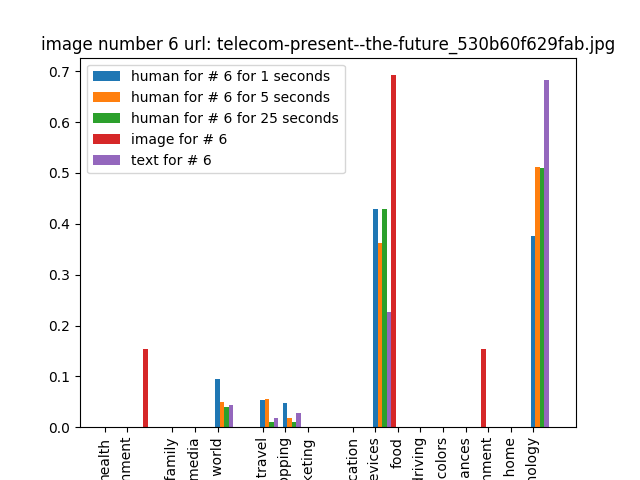 image number 6 url: telecom-present--the-future_530b60f629fab.jpg
human for # 6 for 1 seconds
human for # 6 for 5 seconds
human for # 6 for 25 seconds
image for # 6
text for # 6
0.7
0.6
0.5
0.4
0.3
0.2
0.1
0.0
health
nment
family
media
world
travel
opping
keting
cation
evices
food
driving
colors
ances
nment
home
nology